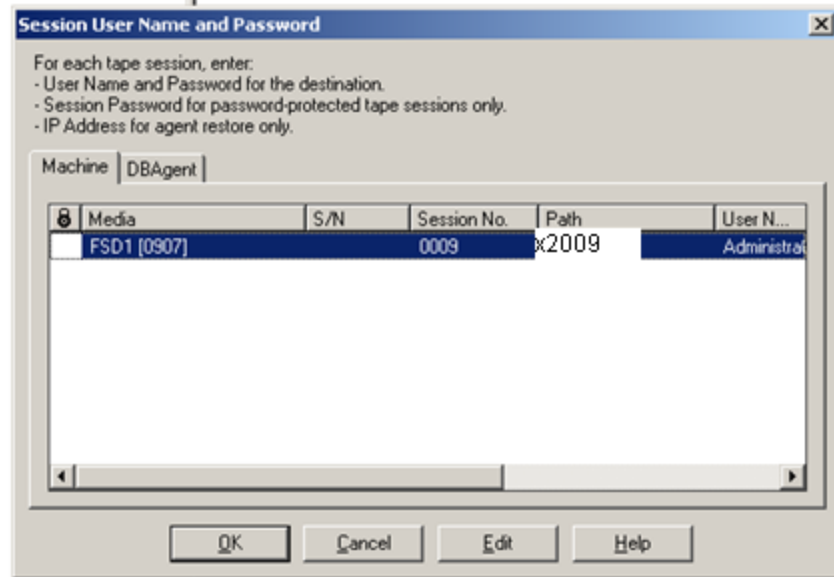 Session User Name and Password
For each tape session, enter:
- User Name and Password for the destination.
- Session Password for password-protected tape sessions only.
- IP Address for agent restore only.
Machine DBAgent
Media S/N Session No. Path User N...
FSD1 [0907] 0009 x2009 Administrat
OK Cancel Edit Help